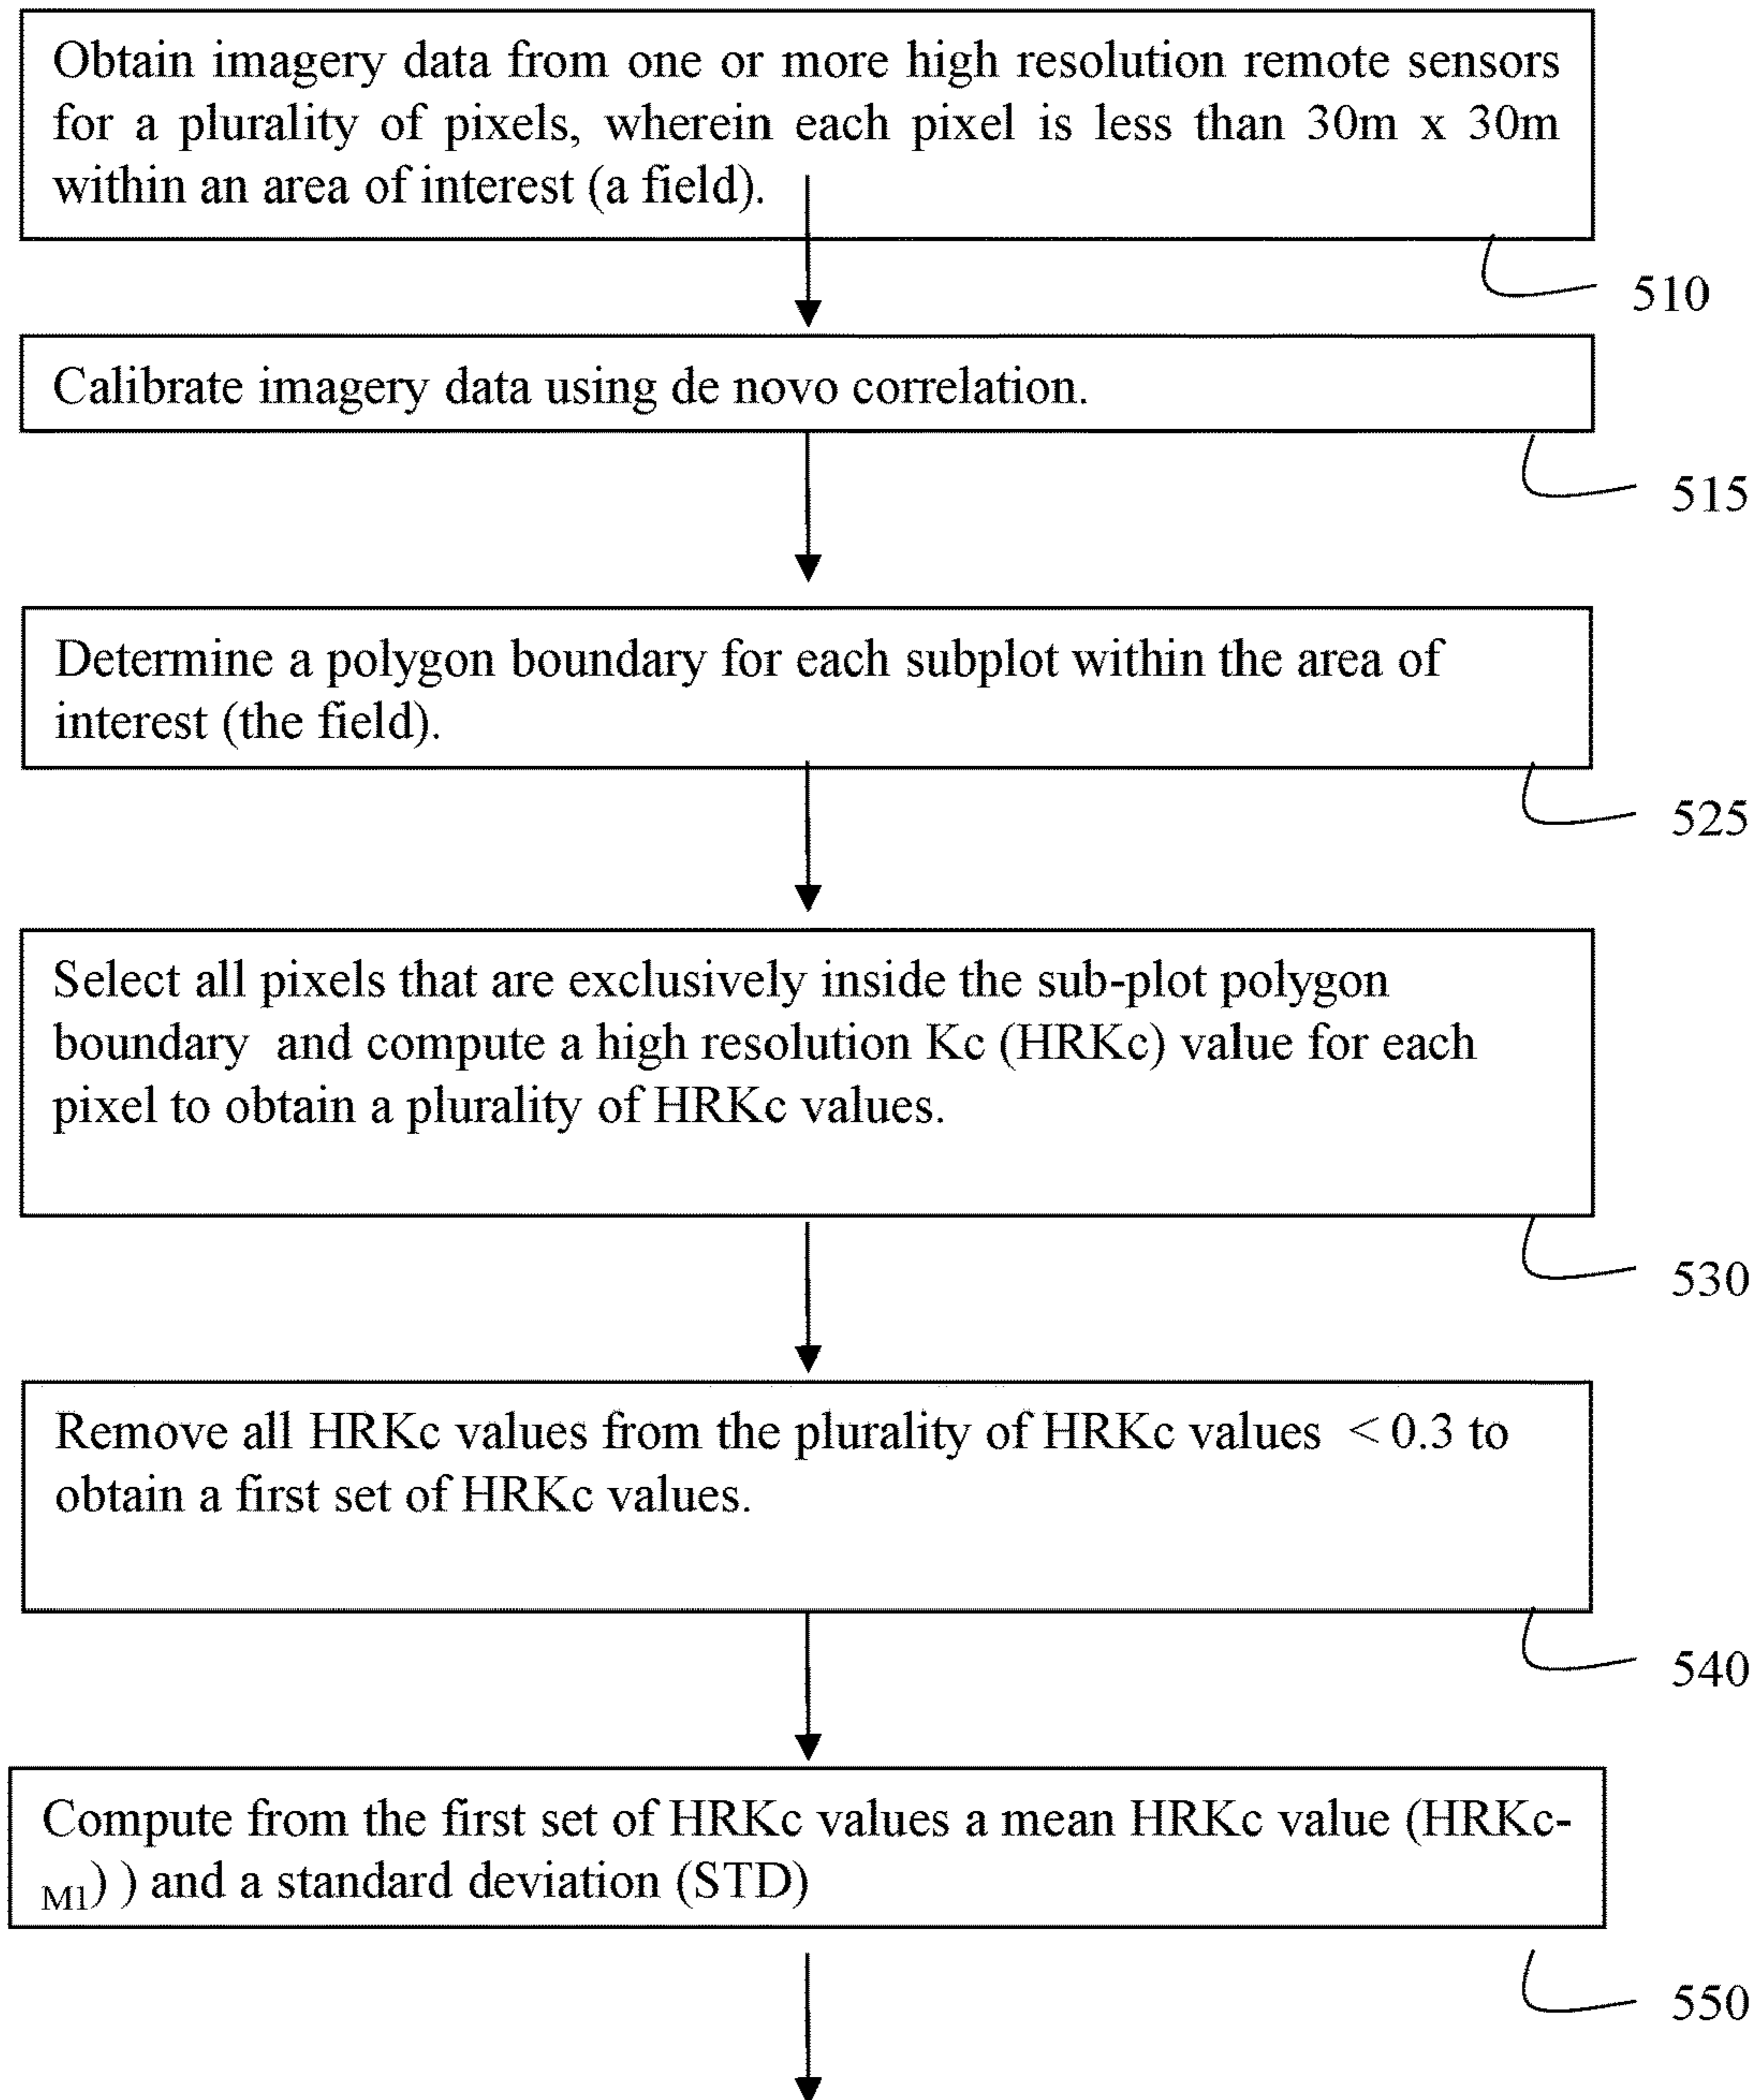 Obtain imagery data from one or more high resolution remote sensors
for a plurality of pixels, wherein each pixel is less than 30m x 30m
within an area of interest (a field).
510
Calibrate imagery data using de novo correlation.
515
Determine a polygon boundary for each subplot within the area of
interest (the field).
525
Select all pixels that are exclusively inside the sub-plot polygon
boundary and compute a high resolution Kc (HRKc) value for each
pixel to obtain a plurality of HRKc values.
530
Remove all HRKc values from the plurality of HRKc values < 0.3 to
obtain a first set of HRKc values.
540
Compute from the first set of HRKc values a mean HRKc value (HRKc-
M1) ) and a standard deviation (STD)
550